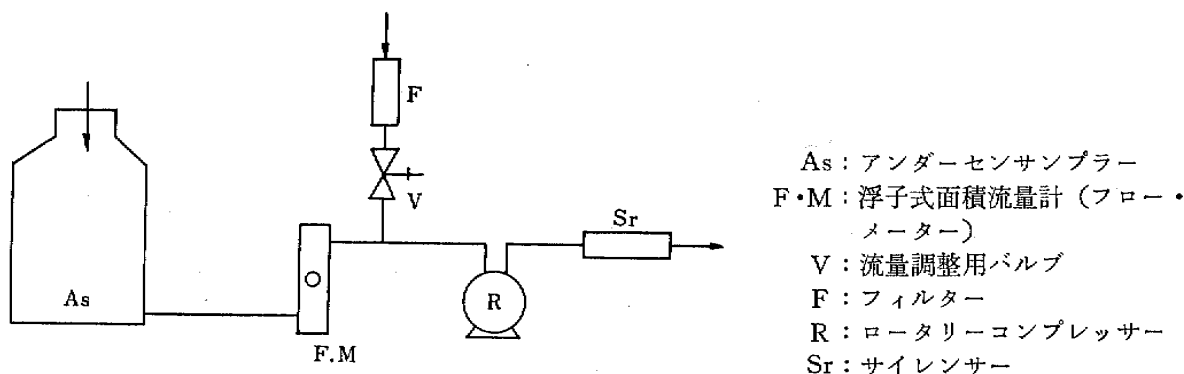 F
V
Sr
As
R
F.M
As：アンダーセンサンプラー
F・M：浮子式面積流量計（フロー・
メーター）
V：流量調整用バルブ
F：フィルター
R：ロータリーコンプレッサー
Sr：サイレンサー